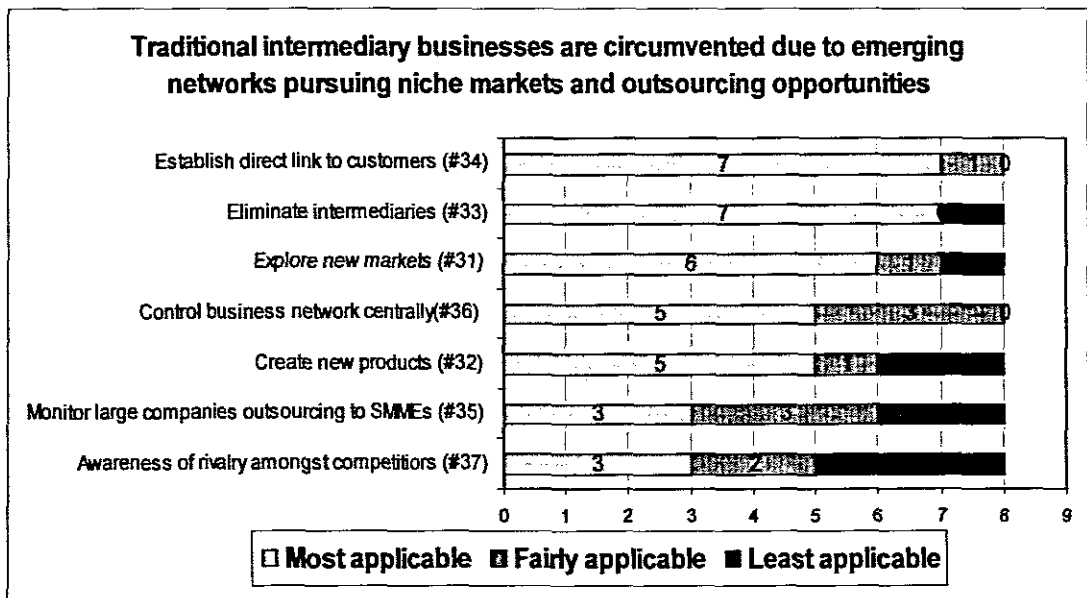 Traditional intermediary businesses are circumvented due to emerging
networks pursuing niche markets and outsourcing opportunities
Establish direct link to customers (#34) 7 1 0
Eliminate intermediaries (#33) 7
Explore new markets (#31) 6 1
Control business network centrally(#36) 5 3 0
Create new products (#32) 5 1
Monitor large companies outsourcing to SMMEs (#35) 3 3
Awareness of rivalry amongst competitiors (#37) 3 2
0 1 2 3 4 5 6 7 8 9
Most applicable Fairly applicable Least applicable